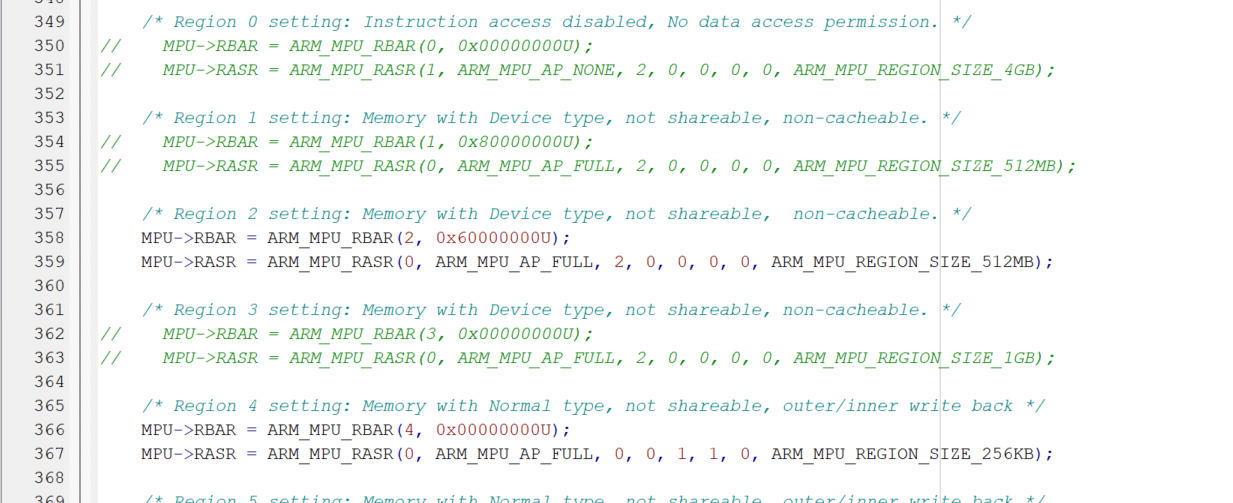 349 /* Region 0 setting: Instruction access disabled, No data access permission. */
350 // MPU->RBAR = ARM_MPU_RBAR(0, 0x00000000U);
351 // MPU->RASR = ARM_MPU_RASR(1, ARM_MPU_AP_NONE, 2, 0, 0, 0, 0, ARM_MPU_REGION_SIZE_4GB);
352
353 /* Region 1 setting: Memory with Device type, not shareable, non-cacheable. */
354 // MPU->RBAR = ARM_MPU_RBAR(1, 0x80000000U);
355 // MPU->RASR = ARM_MPU_RASR(0, ARM_MPU_AP_FULL, 2, 0, 0, 0, 0, ARM_MPU_REGION_SIZE_512MB);
356
357 /* Region 2 setting: Memory with Device type, not shareable,  non-cacheable. */
358 MPU->RBAR = ARM_MPU_RBAR(2, 0x60000000U);
359 MPU->RASR = ARM_MPU_RASR(0, ARM_MPU_AP_FULL, 2, 0, 0, 0, 0, ARM_MPU_REGION_SIZE_512MB);
360
361 /* Region 3 setting: Memory with Device type, not shareable, non-cacheable. */
362 // MPU->RBAR = ARM_MPU_RBAR(3, 0x00000000U);
363 // MPU->RASR = ARM_MPU_RASR(0, ARM_MPU_AP_FULL, 2, 0, 0, 0, 0, ARM_MPU_REGION_SIZE_1GB);
364
365 /* Region 4 setting: Memory with Normal type, not shareable, outer/inner write back */
366 MPU->RBAR = ARM_MPU_RBAR(4, 0x00000000U);
367 MPU->RASR = ARM_MPU_RASR(0, ARM_MPU_AP_FULL, 0, 0, 1, 1, 0, ARM_MPU_REGION_SIZE_256KB);
368
369 /* Region 5 setting: Memory with Normal type, not shareable, outer/inner write back */